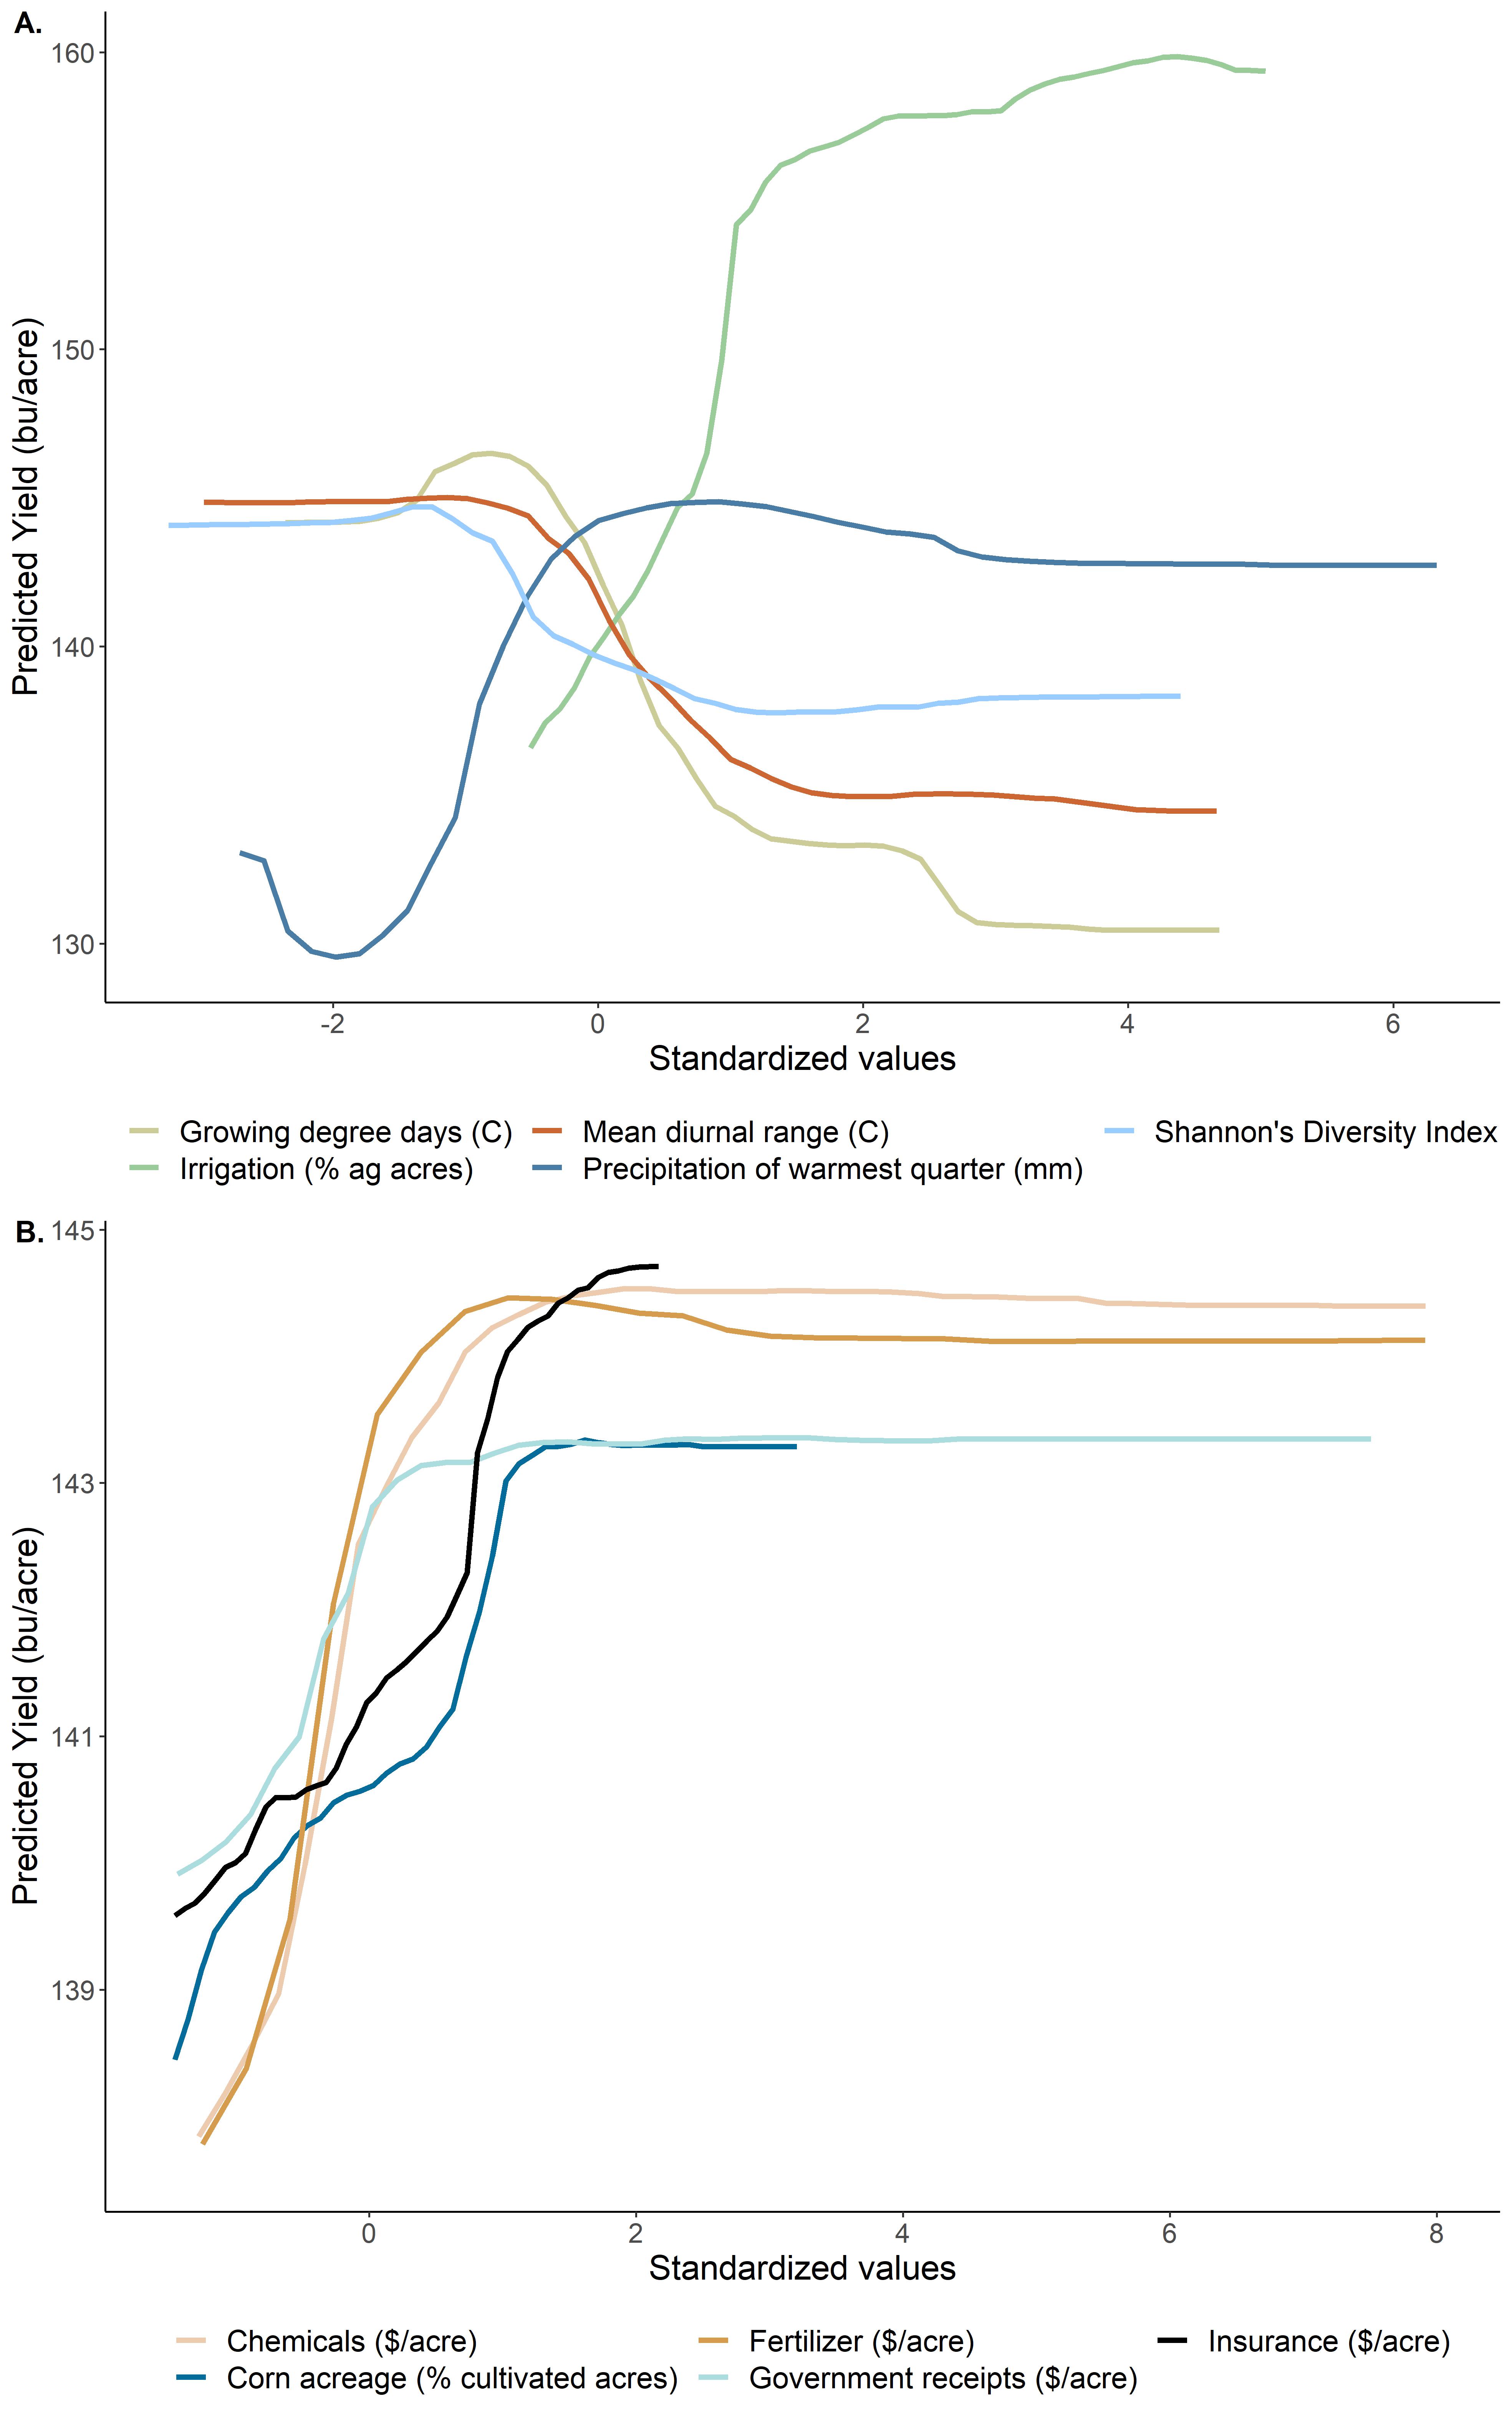 A.
160
150
140
130
Predicted Yield (bu/acre)
-2 0 2 4 6
Standardized values
Growing degree days (C) Mean diurnal range (C) Shannon's Diversity Index
Irrigation (% ag acres) Precipitation of warmest quarter (mm)
B.
145
143
141
139
Predicted Yield (bu/acre)
0 2 4 6 8
Standardized values
Chemicals ($/acre) Fertilizer ($/acre) Insurance ($/acre)
Corn acreage (% cultivated acres) Government receipts ($/acre)